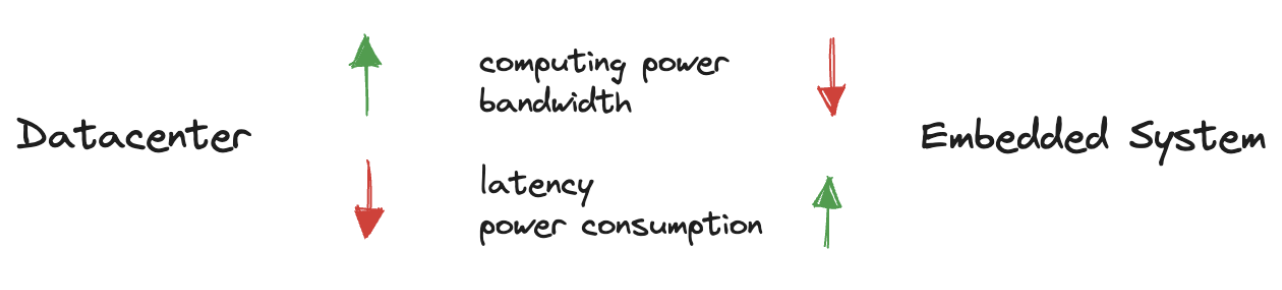 Datacenter
computing power
bandwidth
latency
power consumption
Embedded System